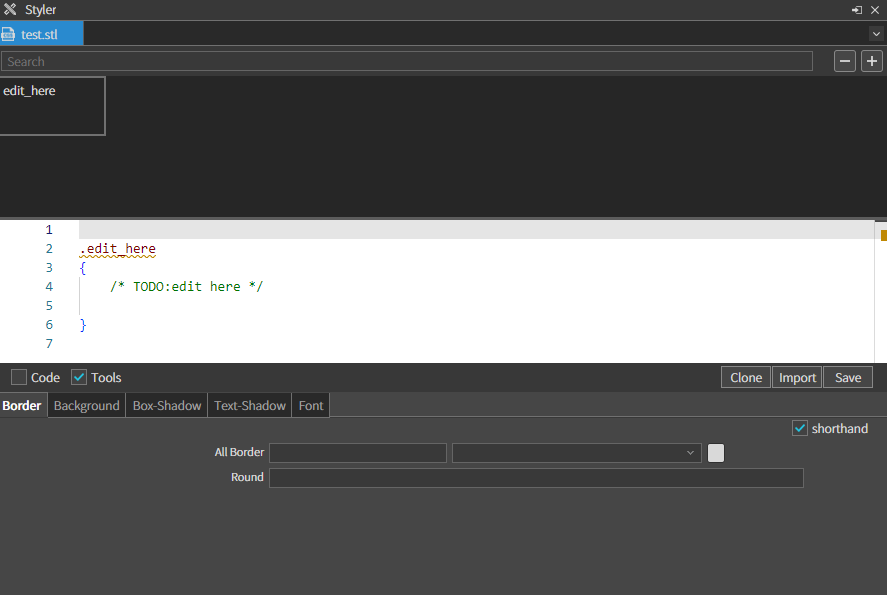 Styler
test.stl
Search
edit_here
1
2 .edit_here
3 {
4 /* TODO:edit here */
5
6 }
7
Code Tools Clone Import Save
Border Background Box-Shadow Text-Shadow Font
shorthand
All Border
Round